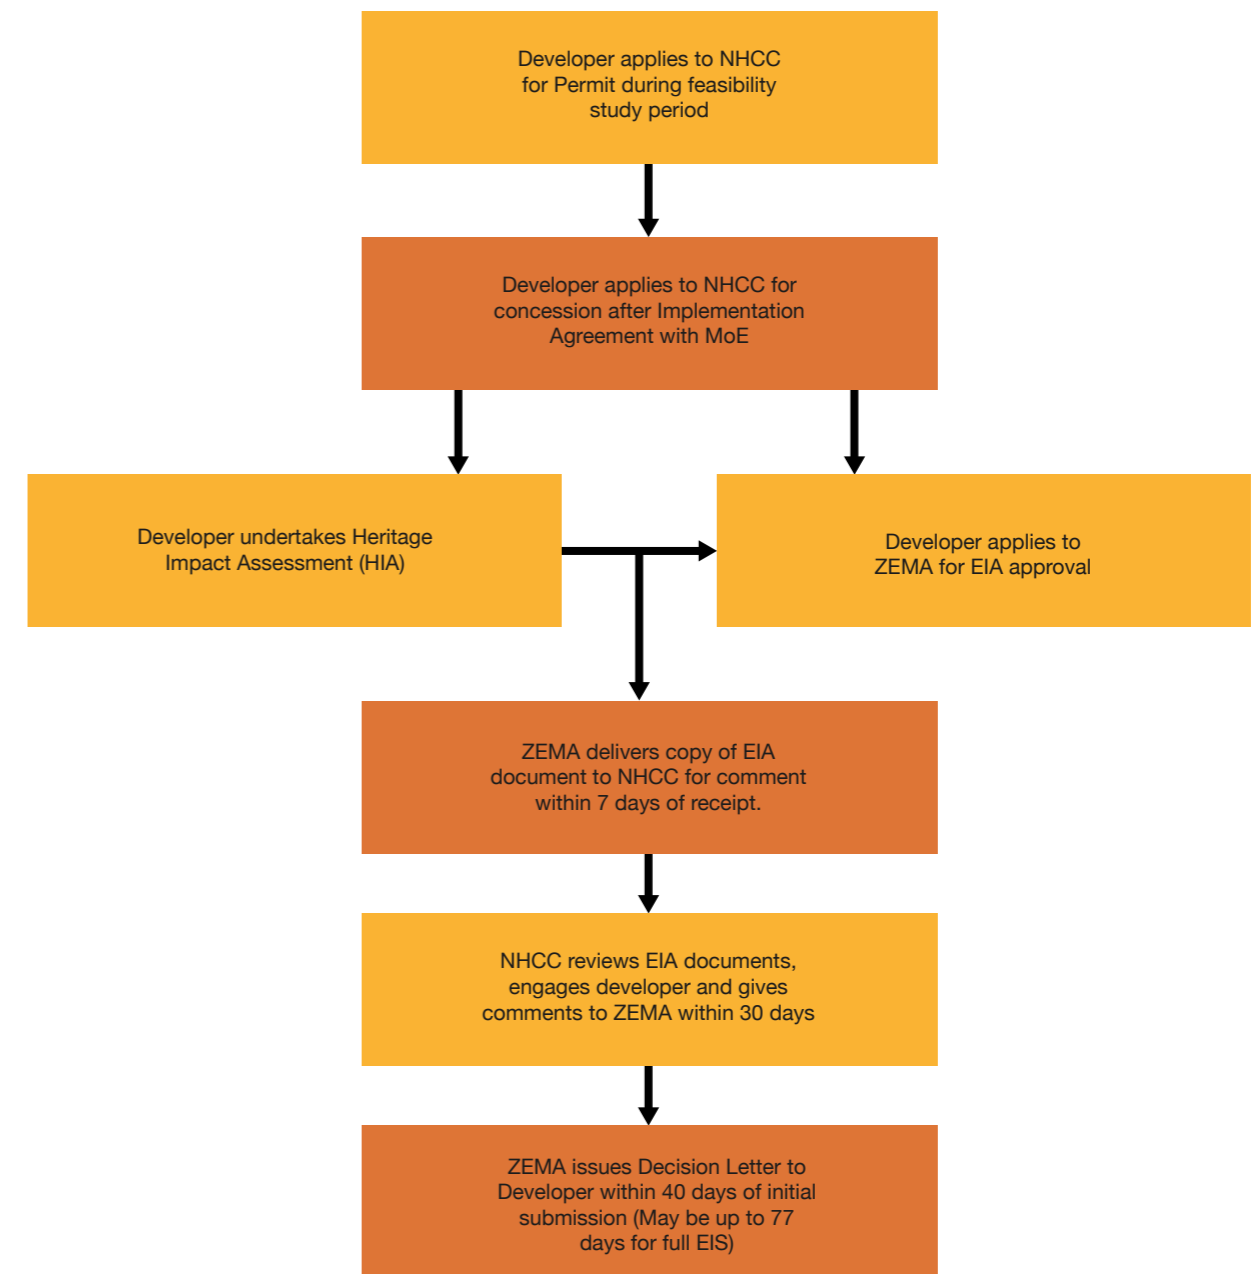 Developer applies to NHCC
for Permit during feasibility
study period
Developer applies to NHCC for
concession after Implementation
Agreement with MoE
Developer undertakes Heritage
Impact Assessment (HIA)
Developer applies to
ZEMA for EIA approval
ZEMA delivers copy of EIA
document to NHCC for comment
within 7 days of receipt.
NHCC reviews EIA documents,
engages developer and gives
comments to ZEMA within 30 days
ZEMA issues Decision Letter to
Developer within 40 days of initial
submission (May be up to 77
days for full EIS)